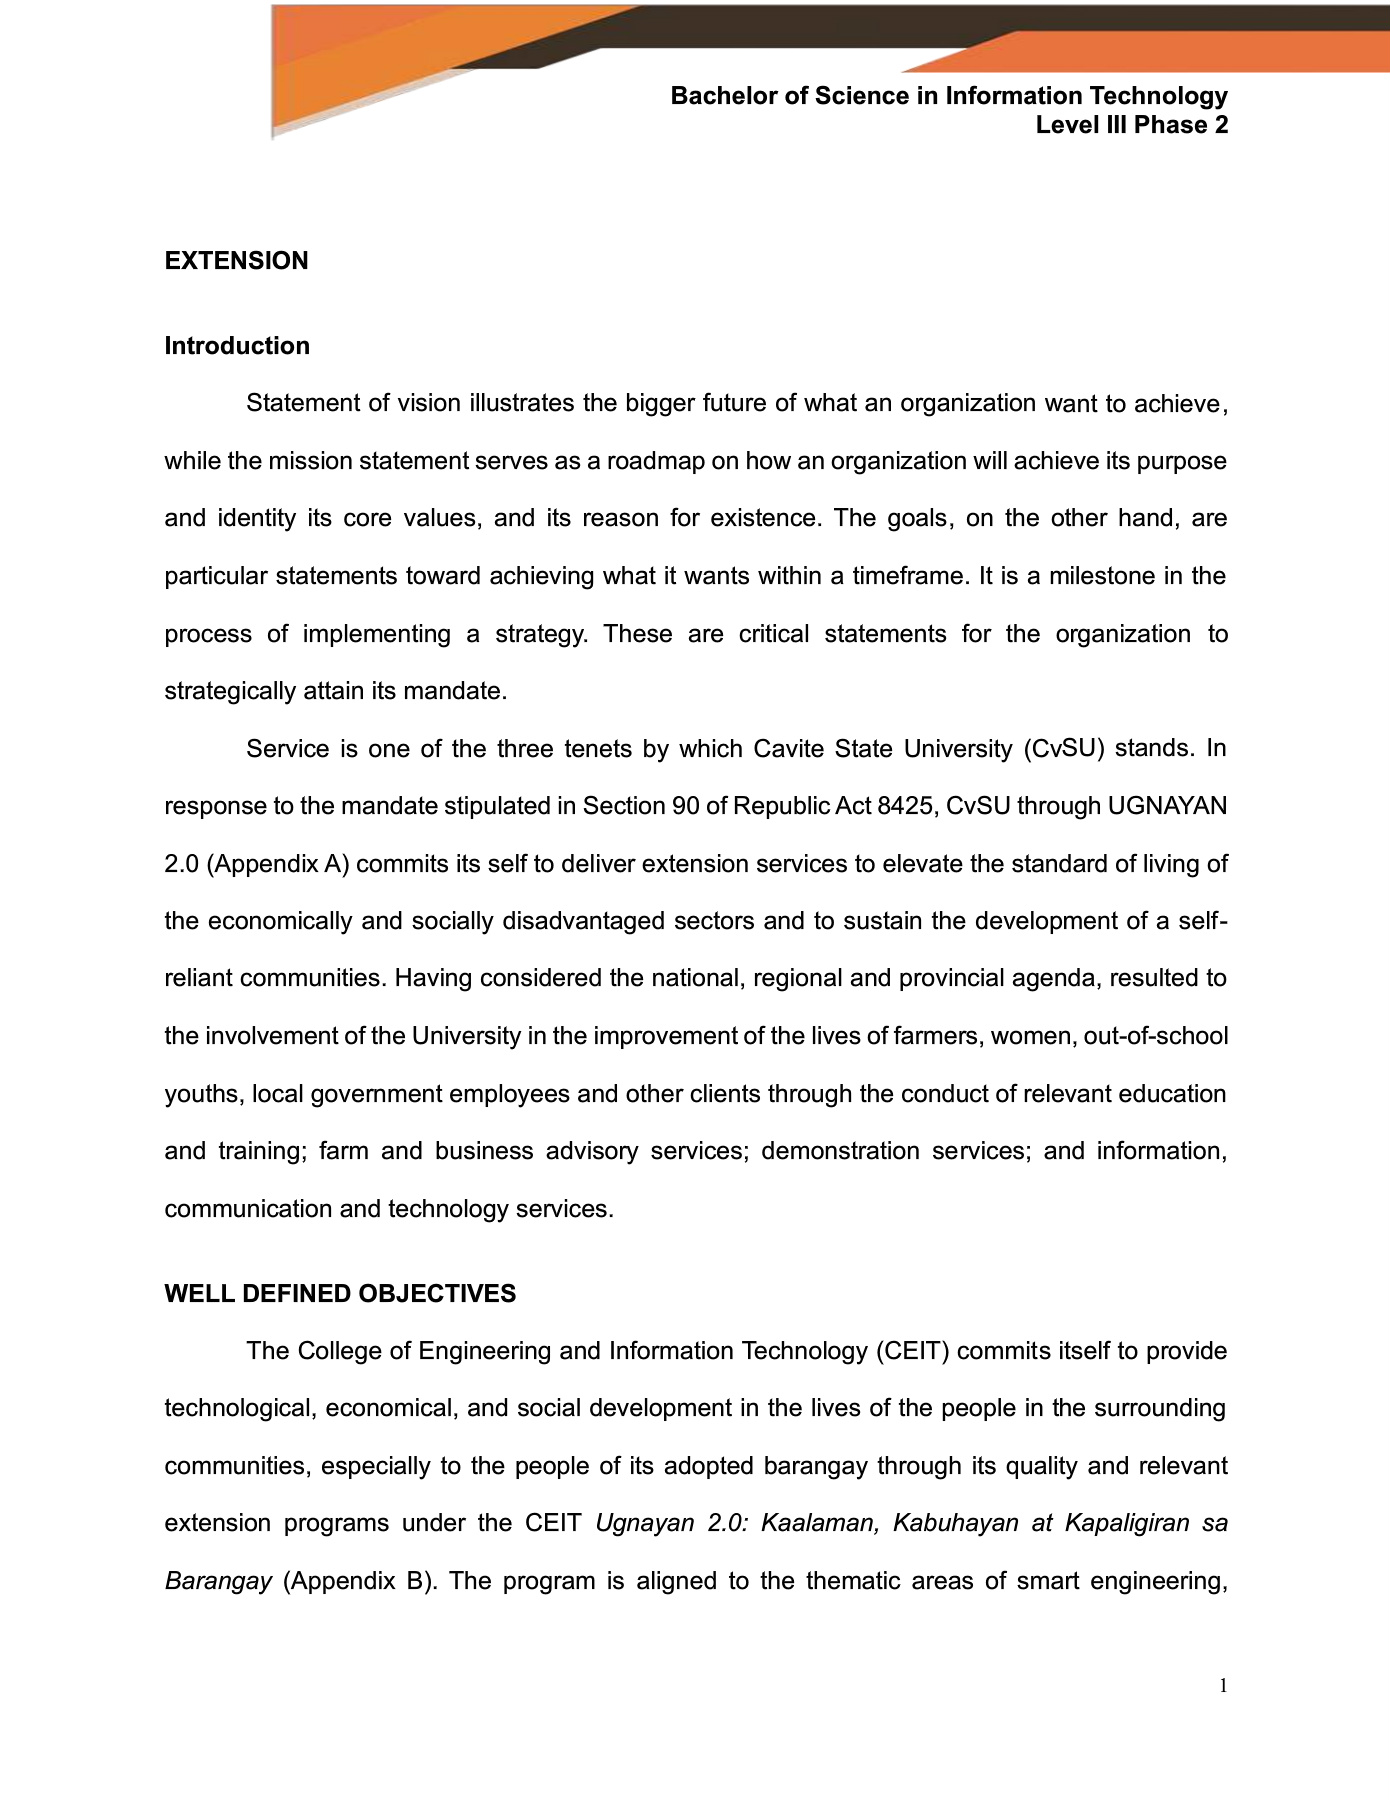 Bachelor of Science in Information Technology
Level III Phase 2
EXTENSION
Introduction
Statement of vision illustrates the bigger future of what an organization want to achieve,
while the mission statement serves as a roadmap on how an organization will achieve its purpose
and identity its core values, and its reason for existence. The goals, on the other hand, are
particular statements toward achieving what it wants within a timeframe. It is a milestone in the
process of implementing a strategy. These are critical statements for the organization to
strategically attain its mandate.
Service is one of the three tenets by which Cavite State University (CvSU) stands. In
response to the mandate stipulated in Section 90 of Republic Act 8425, CvSU through UGNAYAN
2.0 (Appendix A) commits its self to deliver extension services to elevate the standard of living of
the economically and socially disadvantaged sectors and to sustain the development of a self-
reliant communities. Having considered the national, regional and provincial agenda, resulted to
the involvement of the University in the improvement of the lives of farmers, women, out-of-school
youths, local government employees and other clients through the conduct of relevant education
and training; farm and business advisory services; demonstration services; and information,
communication and technology services.
WELL DEFINED OBJECTIVES
The College of Engineering and Information Technology (CEIT) commits itself to provide
technological, economical, and social development in the lives of the people in the surrounding
communities, especially to the people of its adopted barangay through its quality and relevant
extension programs under the CEIT Ugnayan 2.0: Kaalaman, Kabuhayan at Kapaligiran sa
Barangay (Appendix B). The program is aligned to the thematic areas of smart engineering,
1